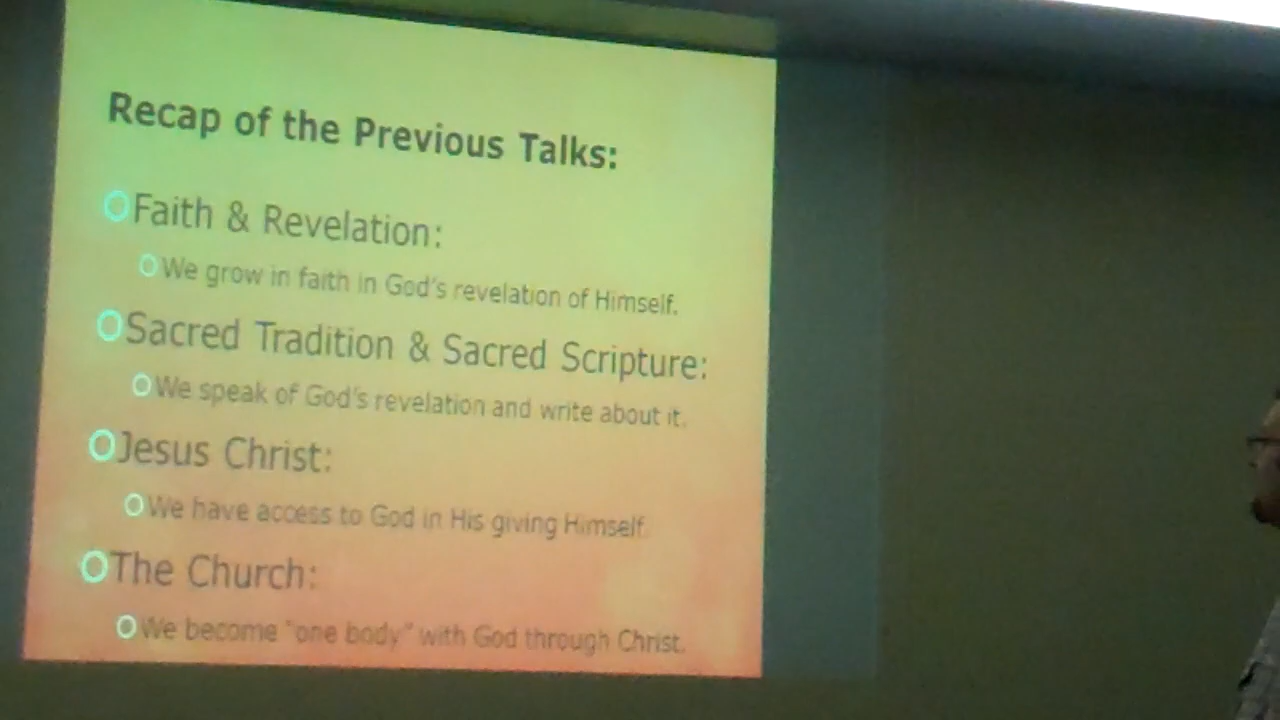 Recap of the Previous Talks:
Faith & Revelation:
We grow in faith in God's revelation of Himself.
Sacred Tradition & Sacred Scripture:
We speak of God's revelation and write about it.
Jesus Christ:
We have access to God in His giving Himself.
The Church:
We become "one body" with God through Christ.